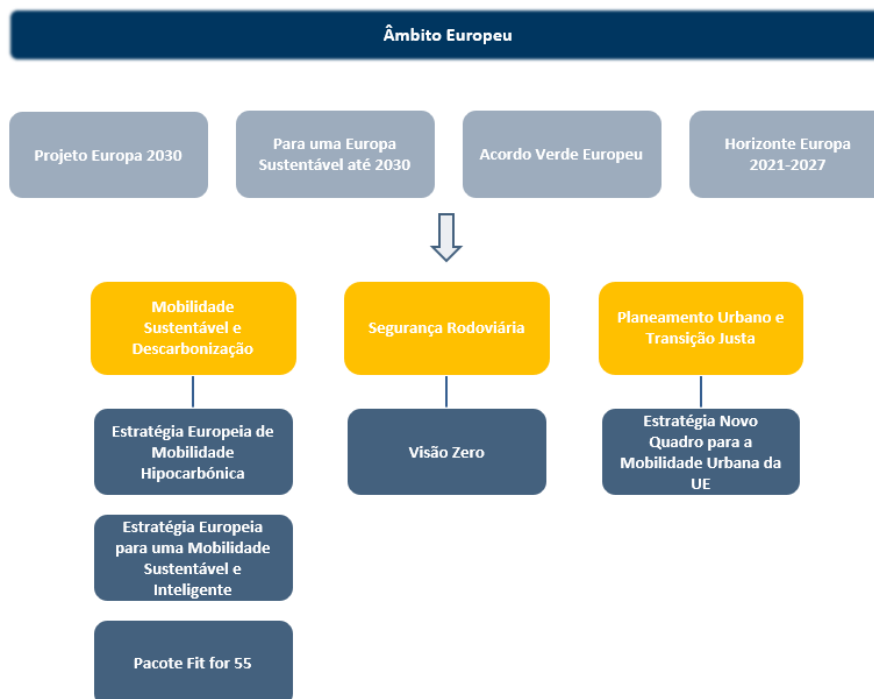 Âmbito Europeu
Projeto Europa 2030
Para uma Europa
Sustentável até 2030
Acordo Verde Europeu
Horizonte Europa
2021-2027
Mobilidade
Sustentável e
Descarbonização
Segurança Rodoviária
Planeamento Urbano e
Transição Justa
Estratégia Europeia de
Mobilidade
Hipocarbónica
Visão Zero
Estratégia Novo
Quadro para a
Mobilidade Urbana da
UE
Estratégia Europeia
para uma Mobilidade
Sustentável e
Inteligente
Pacote Fit for 55